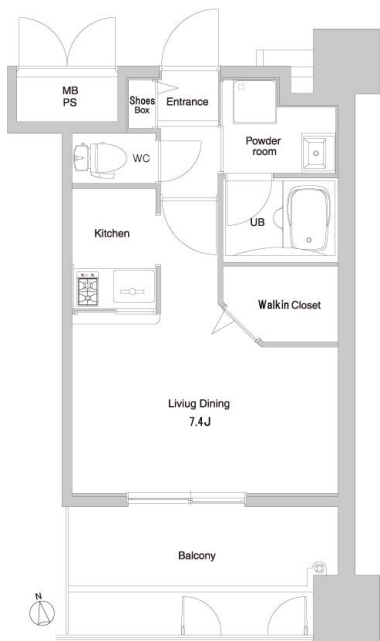 MB
PS
Shoes
Box
Entrance
Powder
room
WC
UB
Kitchen
Walkin Closet
Liviug Dining
7.4J
Balcony
N